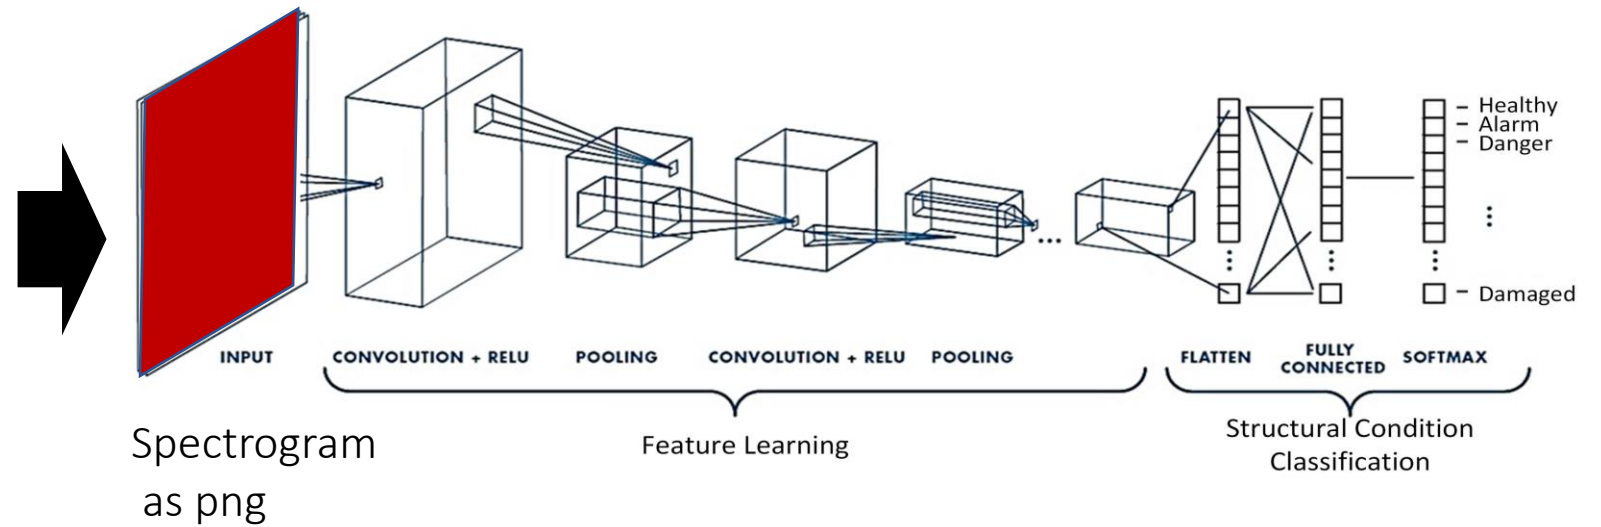 Healthy
Alarm
Danger
Damaged
INPUT
CONVOLUTION + RELU
POOLING
CONVOLUTION + RELU
POOLING
FLATTEN
FULLY
CONNECTED
SOFTMAX
Spectrogram
as png
Feature Learning
Structural Condition
Classification